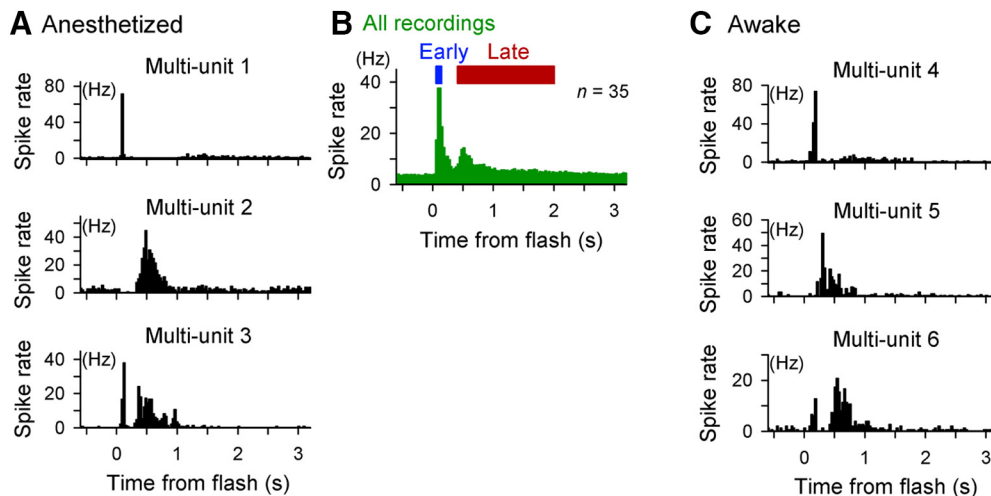 A Anesthetized
Multi-unit 1
(Hz)
Spike rate
80
40
0
Multi-unit 2
(Hz)
Spike rate
40
20
0
Multi-unit 3
(Hz)
Spike rate
40
20
0
0 1 2 3
Time from flash (s)
B All recordings
Early Late
(Hz)
n = 35
Spike rate
40
20
0
0 1 2 3
Time from flash (s)
C Awake
Multi-unit 4
(Hz)
Spike rate
80
40
0
Multi-unit 5
(Hz)
Spike rate
60
40
20
0
Multi-unit 6
(Hz)
Spike rate
20
0
0 1 2 3
Time from flash (s)